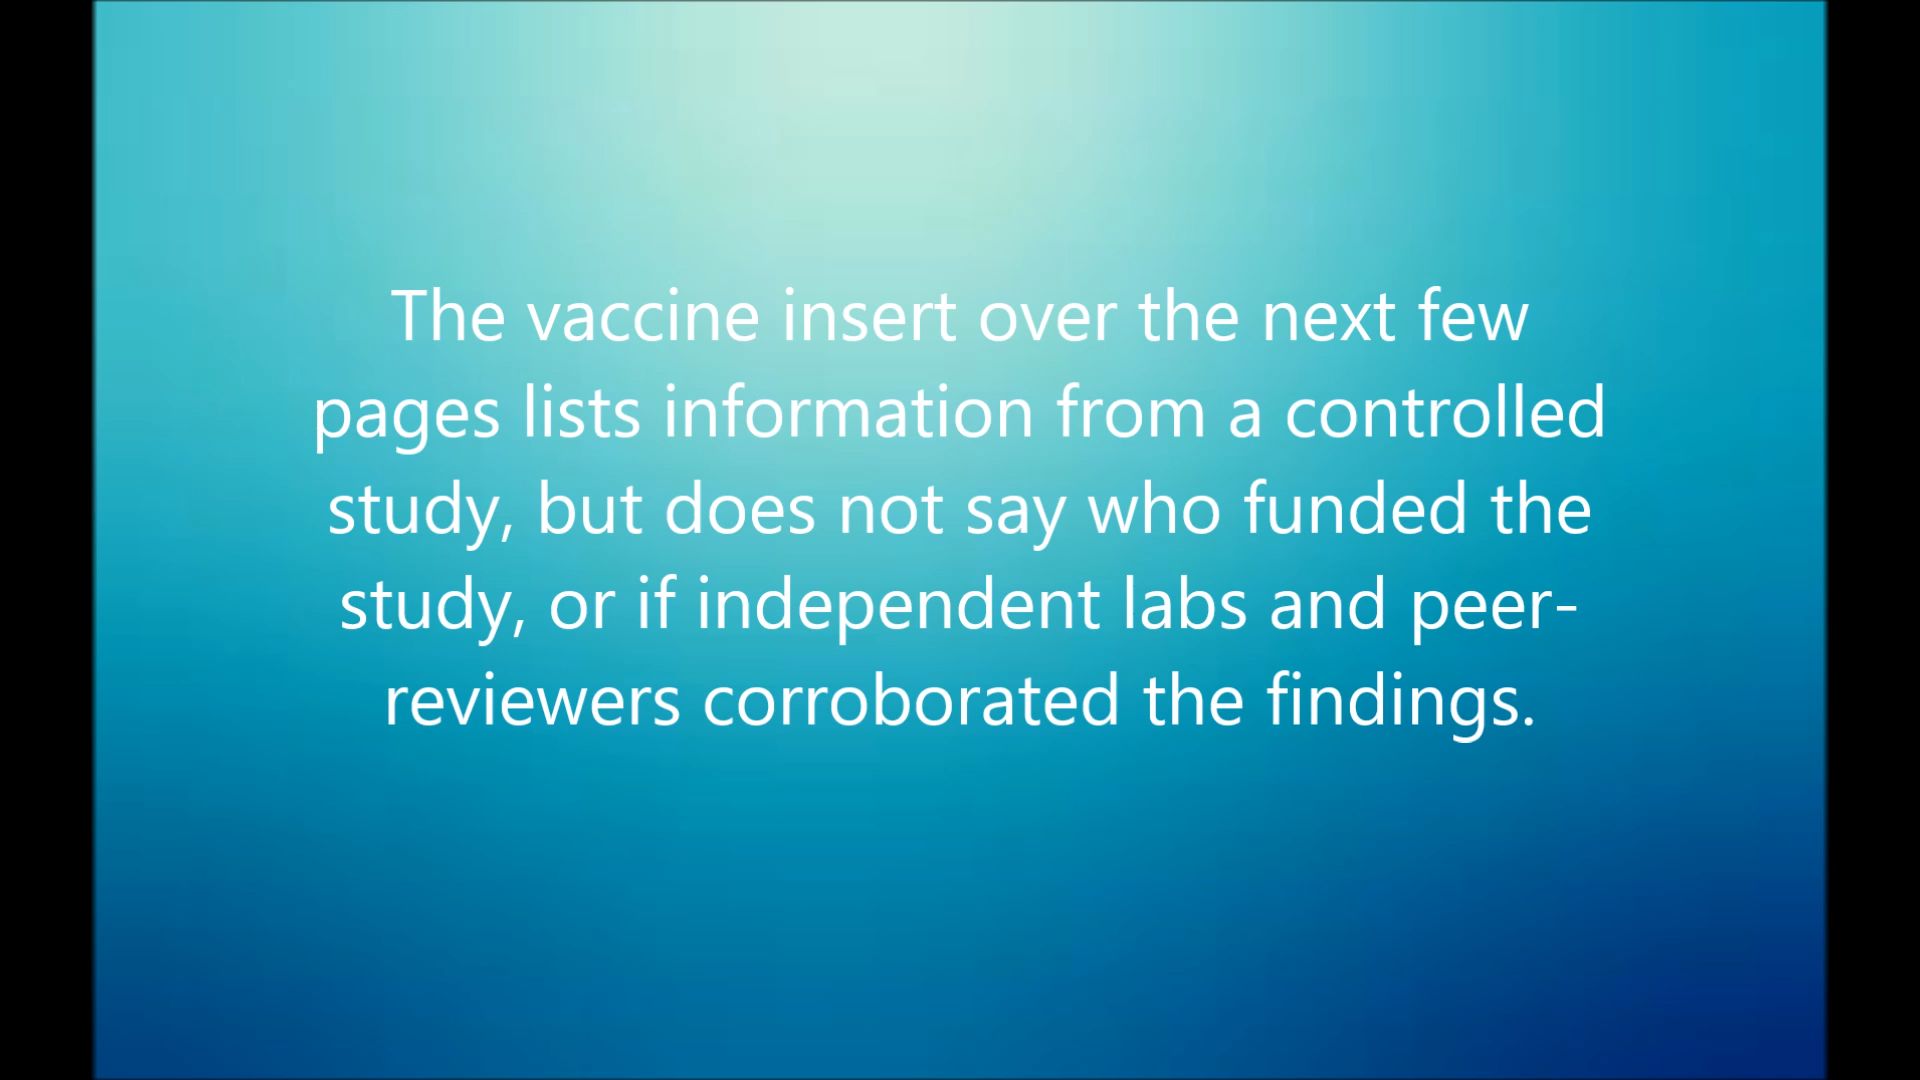 The vaccine insert over the next few
pages lists information from a controlled
study, but does not say who funded the
study, or if independent labs and peer-
reviewers corroborated the findings.